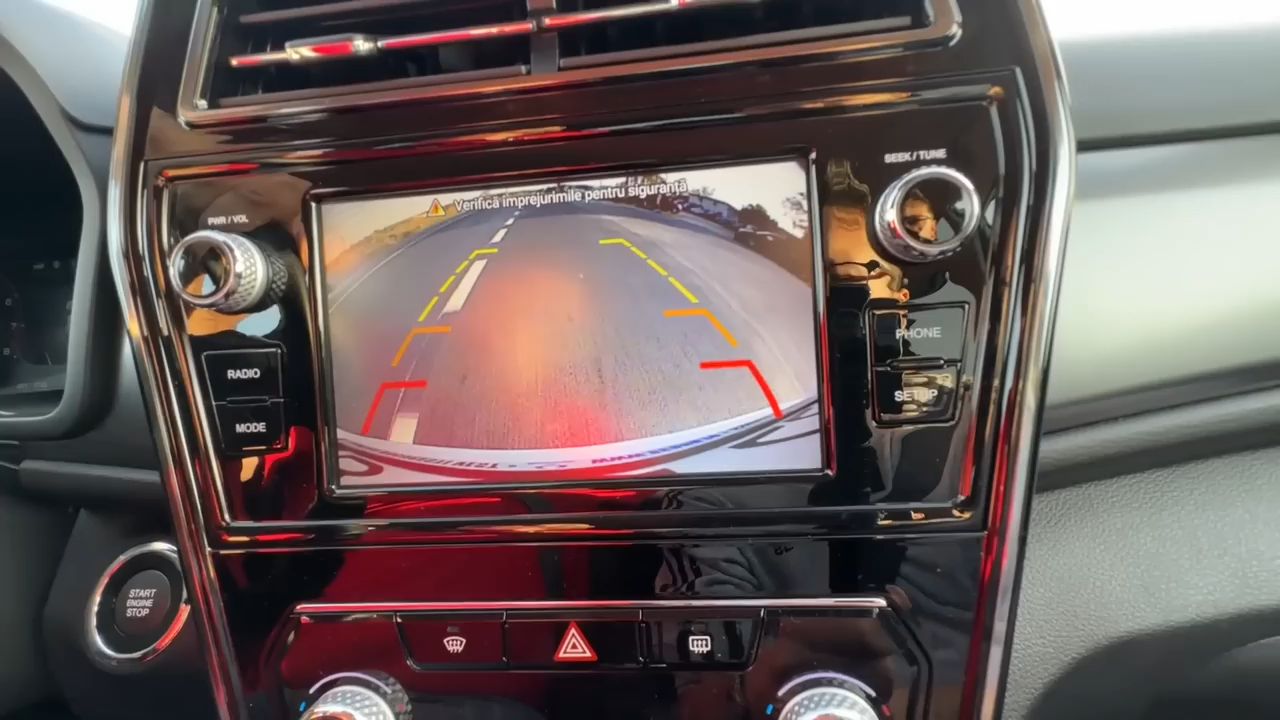 SEEK / TUNE
PWR / VOL
Verifică împrejurimile pentru siguranță
PHONE
RADIO
SETUP
MODE
START
ENGINE
STOP